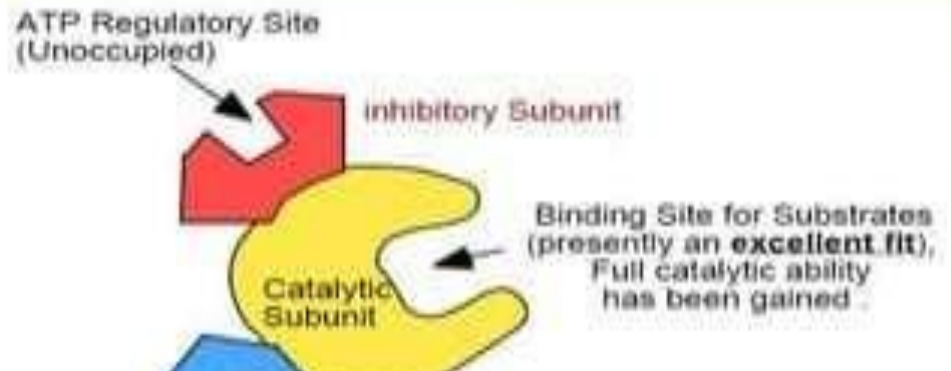 ATP Regulatory Site
(Unoccupied)
inhibitory Subunit
Binding Site for Substrates
(presently an excellent fit),
Full catalytic ability
has been gained .
Catalytic
Subunit